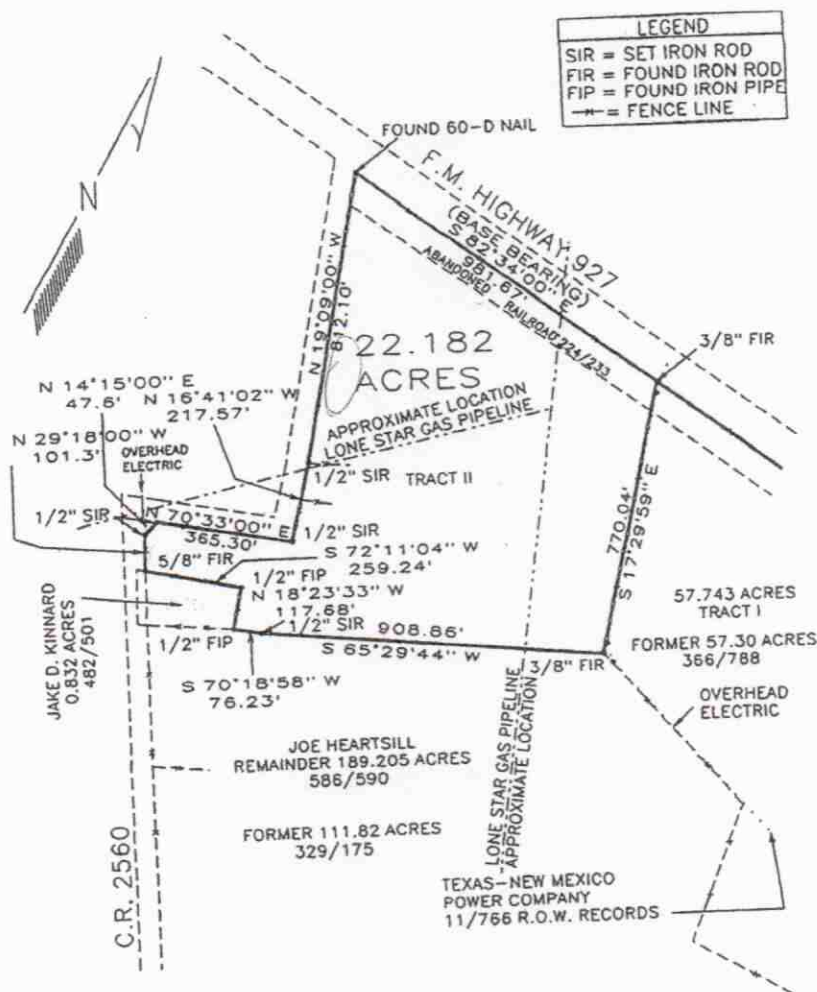 LEGEND
SIR = SET IRON ROD
FIR = FOUND IRON ROD
FIP = FOUND IRON PIPE
= FENCE LINE
FOUND 60-D NAIL
N
F.M. HIGHWAY 927
(BASE BEARING)
S 82°34'00" E
981.67'
ABANDONED RAILROAD 224/233
3/8" FIR
N 19°09'00" W
812.10'
22.182
ACRES
N 14°15'00" E
47.6'
N 16°41'02" W
217.57'
APPROXIMATE LOCATION
LONE STAR GAS PIPELINE
N 29°18'00" W
101.3'
OVERHEAD
ELECTRIC
1/2" SIR
TRACT II
1/2" SIR
N 70°33'00" E
365.30'
1/2" SIR
770.04'
S 17°29'59" E
5/8" FIR
S 72°11'04" W
259.24'
1/2" FIP
N 18°23'33" W
117.68'
57.743 ACRES
TRACT I
JAKE D. KINNARD
0.832 ACRES
482/501
1/2" SIR
908.86'
1/2" FIP
S 65°29'44" W
3/8" FIR
FORMER 57.30 ACRES
366/788
S 70°18'58" W
76.23'
OVERHEAD
ELECTRIC
JOE HEARTSILL
REMAINDER 189.205 ACRES
586/590
LONE STAR GAS PIPELINE
APPROXIMATE LOCATION
FORMER 111.82 ACRES
329/175
C.R. 2560
TEXAS-NEW MEXICO
POWER COMPANY
11/766 R.O.W. RECORDS